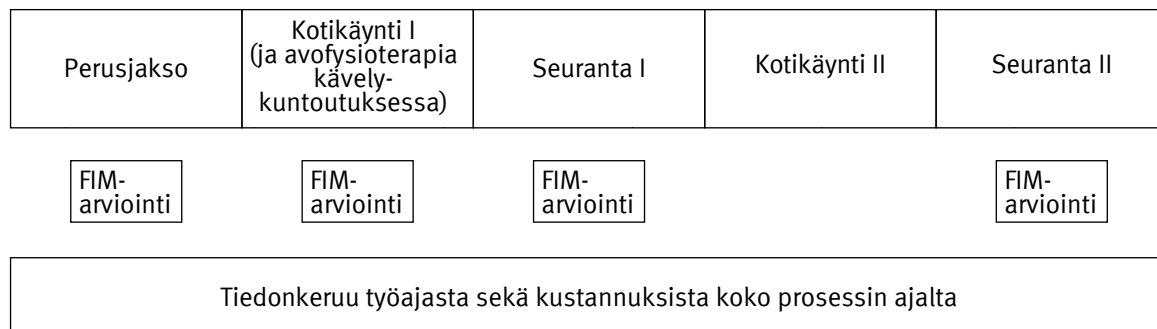 Perusjakso
Kotikäynti I
(ja avofysioterapia
kävely-
kuntoutuksessa)
Seuranta I
Kotikäynti II
Seuranta II
FIM-
arviointi
FIM-
arviointi
FIM-
arviointi
FIM-
arviointi
Tiedonkeruu työajasta sekä kustannuksista koko prosessin ajalta